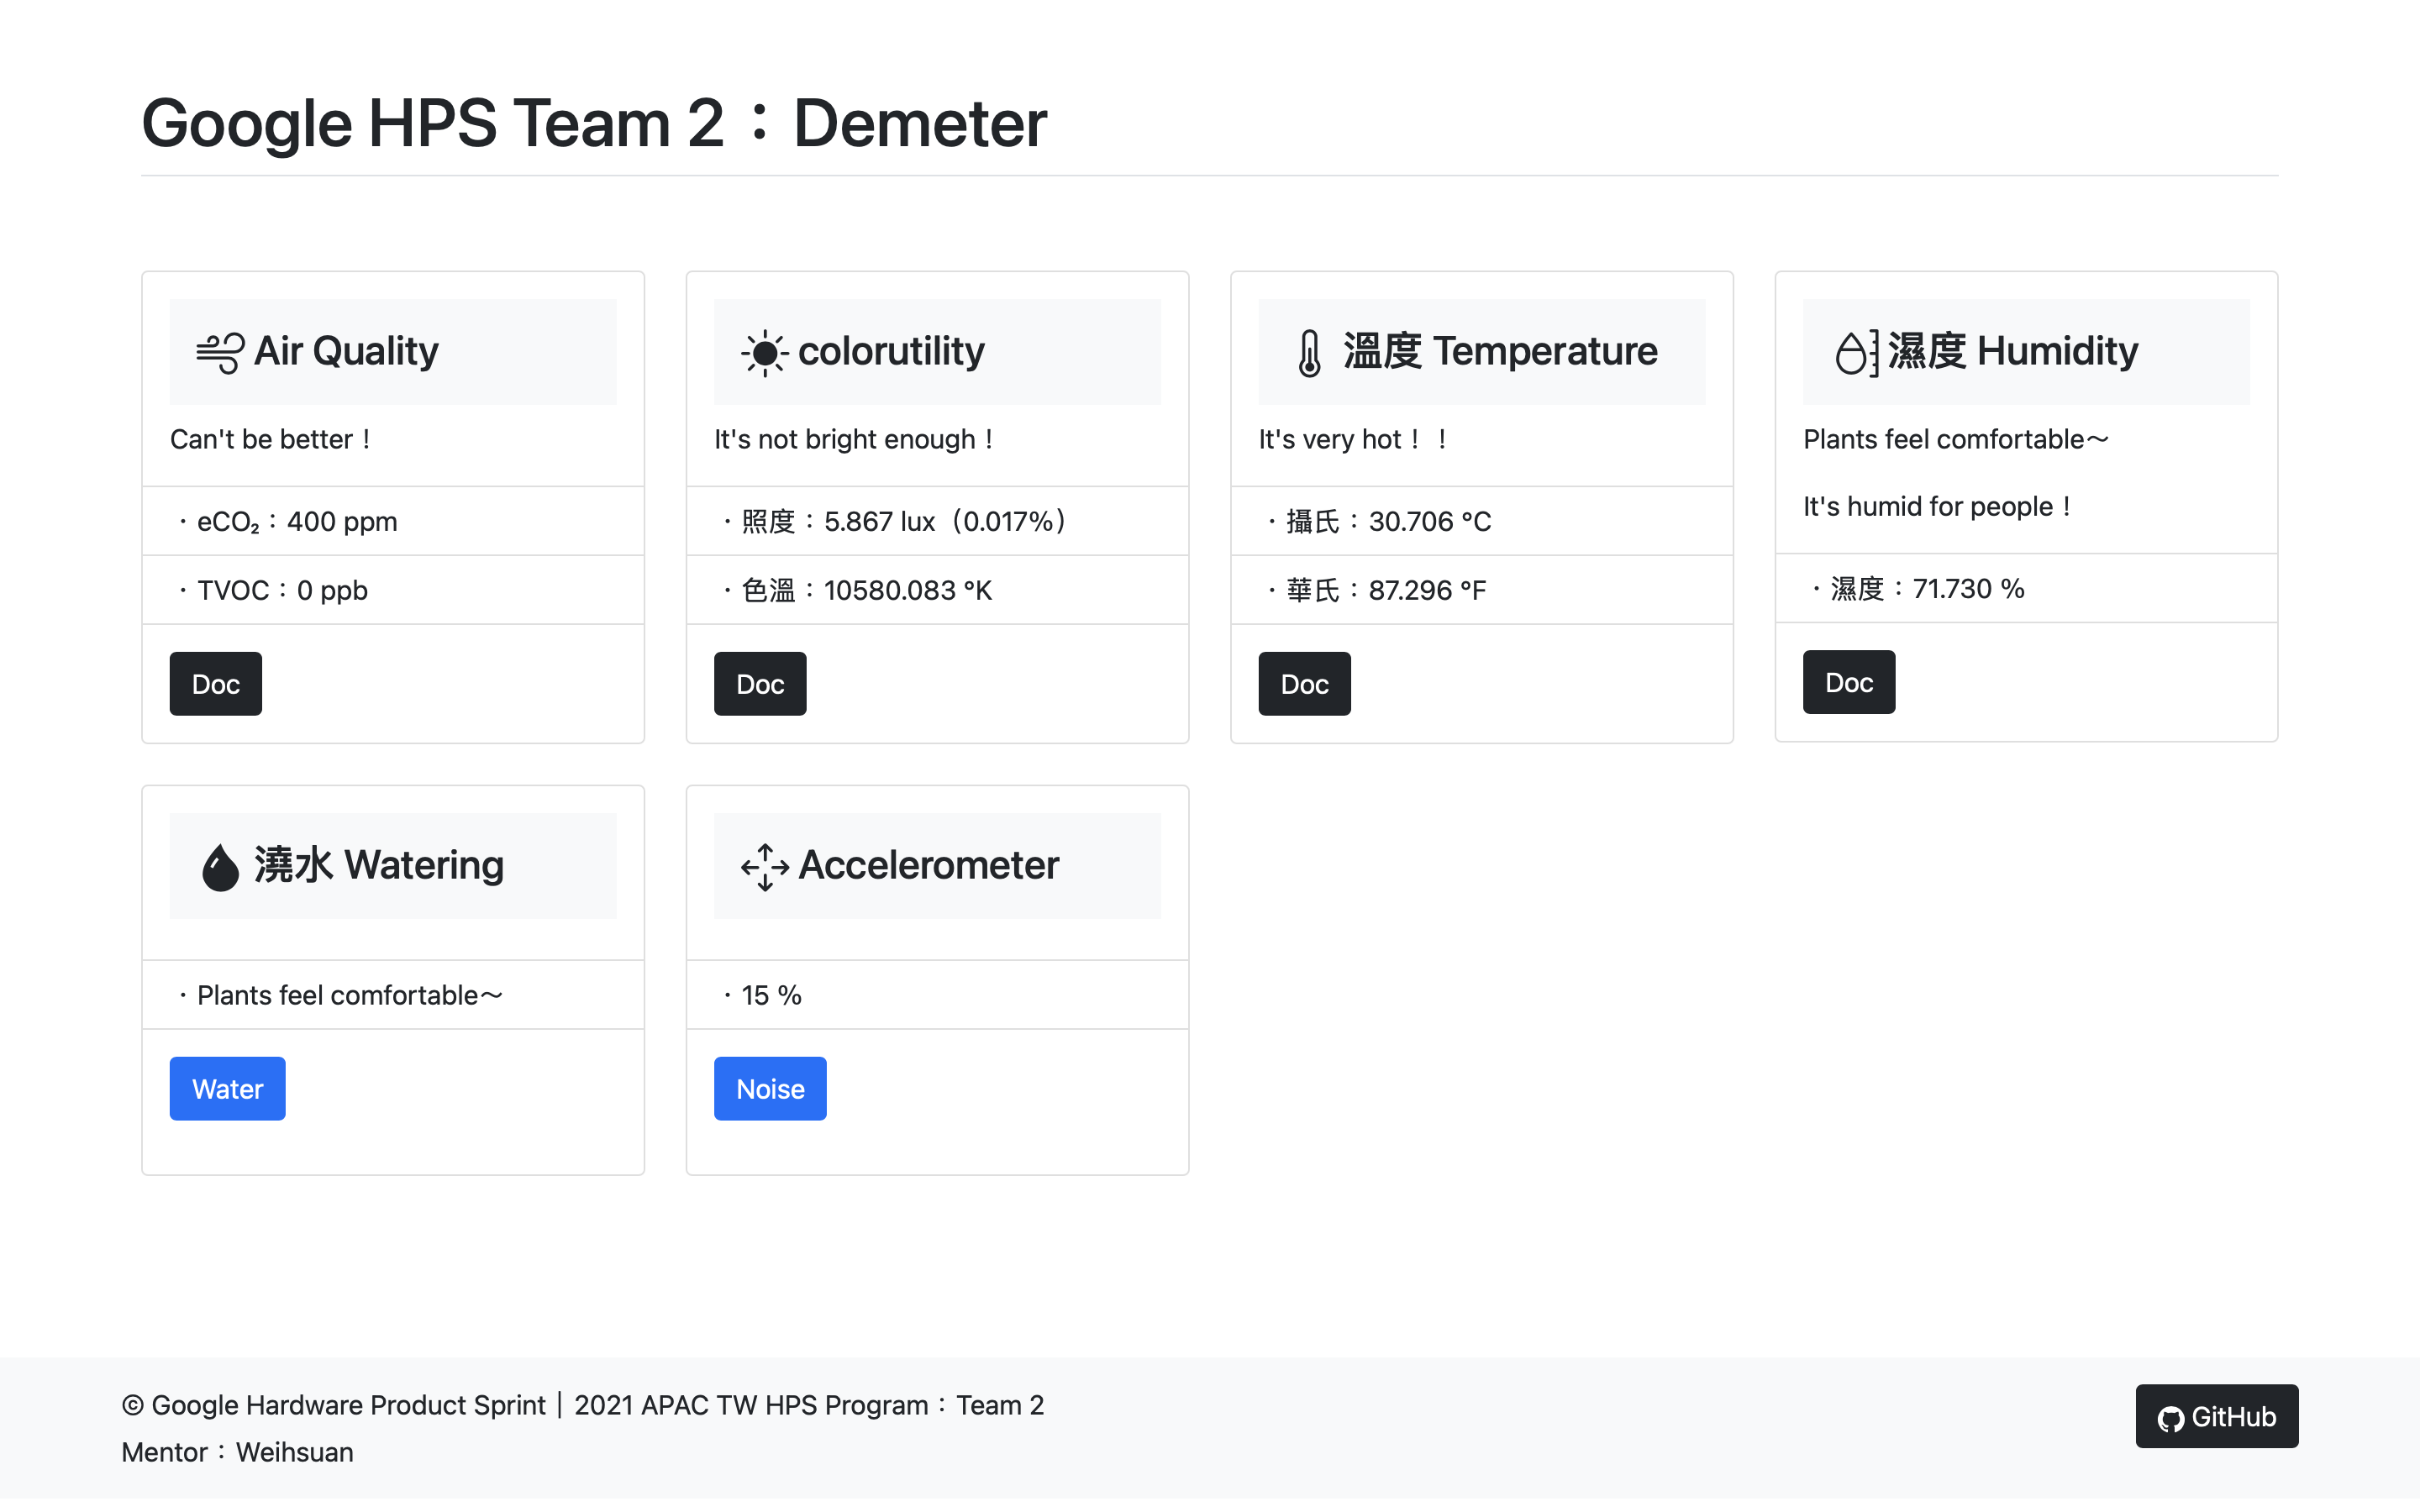 Google HPS Team 2：Demeter
Air Quality
Can't be better！
・eCO₂：400 ppm
・TVOC：0 ppb
Doc
colorutility
It's not bright enough！
・照度：5.867 lux（0.017%）
・色溫：10580.083 °K
Doc
溫度 Temperature
It's very hot！！
・攝氏：30.706 °C
・華氏：87.296 °F
Doc
濕度 Humidity
Plants feel comfortable～
It's humid for people！
・濕度：71.730 %
Doc
澆水 Watering
・Plants feel comfortable～
Water
Accelerometer
・15 %
Noise
© Google Hardware Product Sprint｜2021 APAC TW HPS Program：Team 2
Mentor：Weihsuan
GitHub